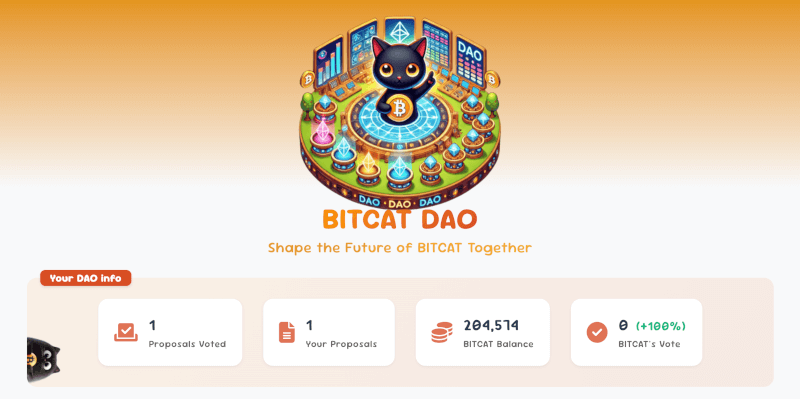 DAO
DAO • DAO • DAO
BITCAT DAO
Shape the Future of BITCAT Together
Your DAO info
1
Proposals Voted
1
Your Proposals
204,574
BITCAT Balance
0 (+100%)
BITCAT's Vote